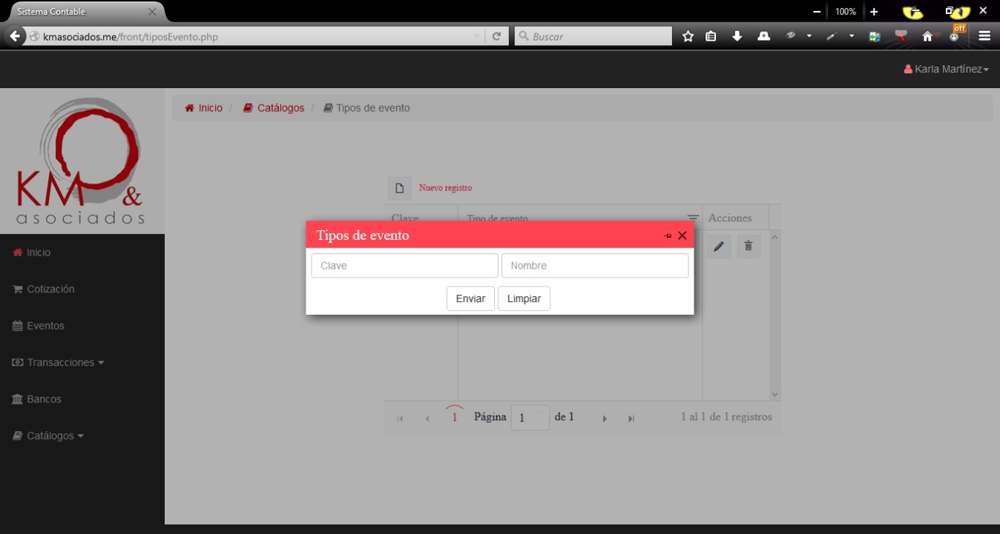 Sistema Contable
100%
kmasociados.me/front/tiposEvento.php
Buscar
off
Karla Martínez
KM &
asociados
Inicio / Catálogos / Tipos de evento
Nuevo registro
Clave Tipo de evento Acciones
Tipos de evento
Clave Nombre
Enviar Limpiar
Inicio
Cotización
Eventos
Transacciones
Bancos
Catálogos
1 Página 1 de 1 1 al 1 de 1 registros